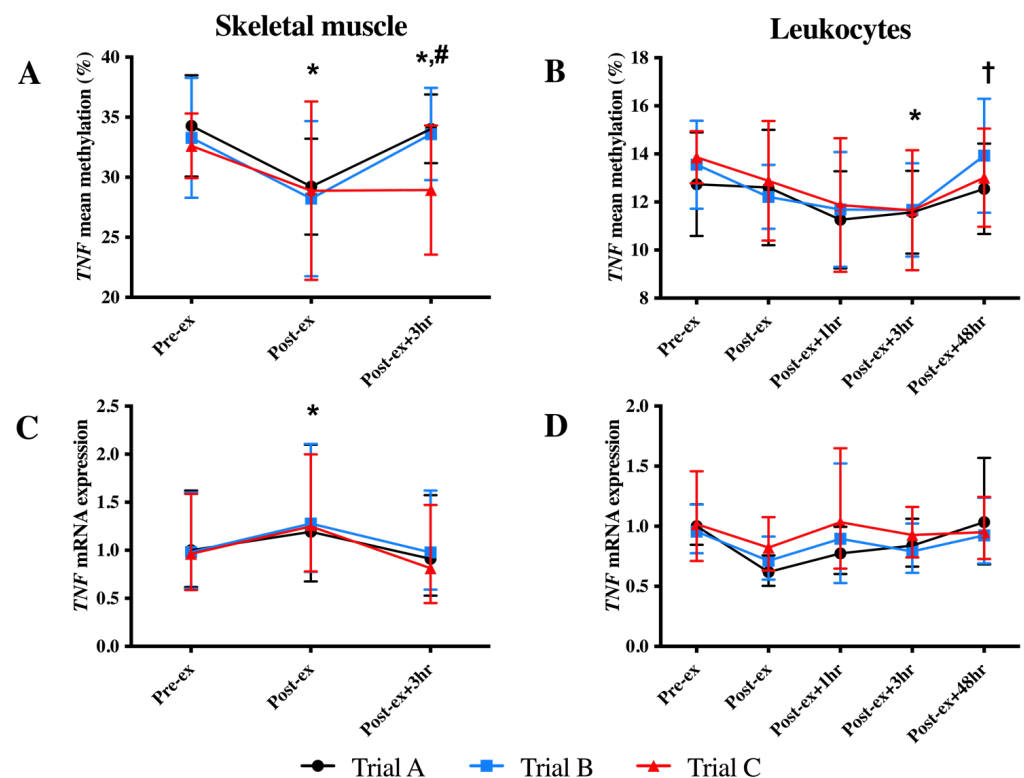 Skeletal muscle
Leukocytes
A
TNF mean methylation (%)
40
35
30
25
20
*
*,#
Pre-ex
Post-ex
Post-ex+3hr
B
TNF mean methylation (%)
18
16
14
12
10
8
*
†
Pre-ex
Post-ex
Post-ex+1hr
Post-ex+3hr
Post-ex+48hr
C
TNF mRNA expression
2.5
2.0
1.5
1.0
0.5
0.0
*
Pre-ex
Post-ex
Post-ex+3hr
D
TNF mRNA expression
2.0
1.5
1.0
0.5
0.0
Pre-ex
Post-ex
Post-ex+1hr
Post-ex+3hr
Post-ex+48hr
Trial A Trial B Trial C